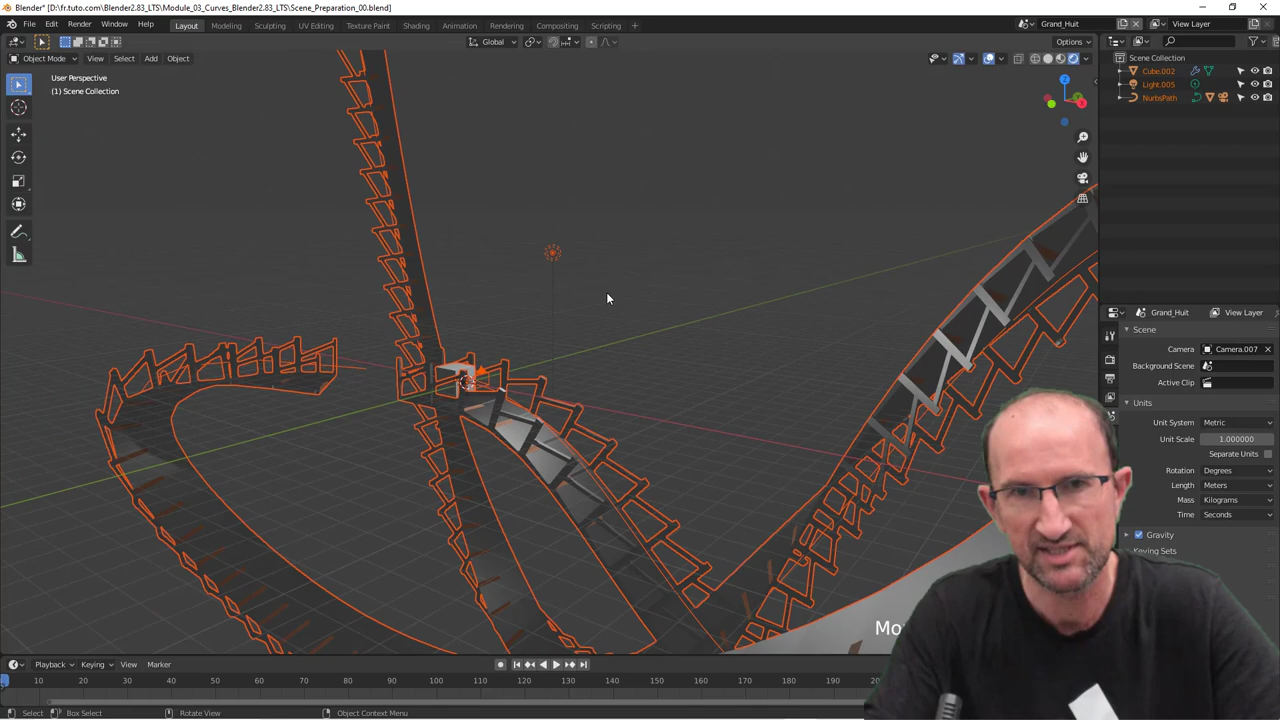 Blender* [D:\fr.tuto.com\Blender2.83_LTS\Module_03_Curves_Blender2.83_LTS\Scene_Preparation_00.blend]
File Edit Render Window Help Layout Modeling Sculpting UV Editing Texture Paint Shading Animation Rendering Compositing Scripting + Grand_Huit View Layer
Global Options
Object Mode View Select Add Object
Scene Collection
User Perspective
(1) Scene Collection
Cube.002
Light.005
NurbsPath
Z
X
Grand_Huit View Layer
Scene
Camera Camera.007
Background Scene
Active Clip
Units
Unit System Metric
Unit Scale 1.000000
Separate Units
Rotation Degrees
Length Meters
Mass Kilograms
Time Seconds
Gravity
Keying Sets
Mo
Playback Keying View Marker
10 20 30 40 50 60 70 80 90 100 110 120 130 140 150 160 170 180 190
Select Box Select Rotate View Object Context Menu